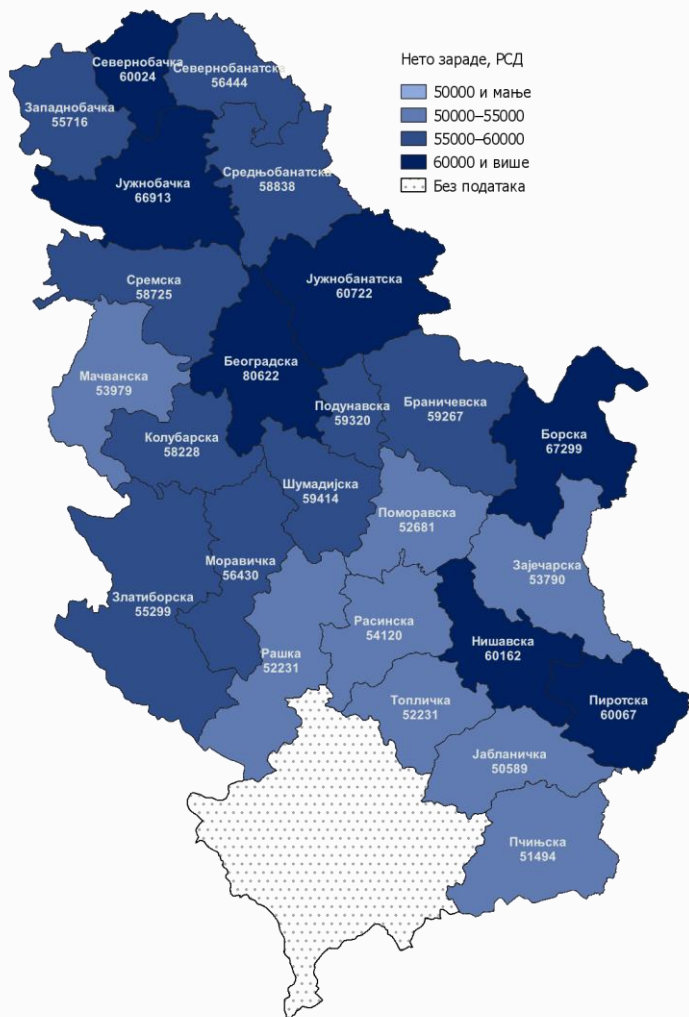 Нето зараде, РСД
50000 и мање
50000–55000
55000–60000
60000 и више
Без података
Севернобачка
60024
Севернобанатска
56444
Западнобачка
55716
Јужнобачка
66913
Средњобанатска
58838
Сремска
58725
Јужнобанатска
60722
Мачванска
53979
Београдска
80622
Подунавска
59320
Браничевска
59267
Борска
67299
Колубарска
58228
Шумадијска
59414
Поморавска
52681
Зајечарска
53790
Златиборска
55299
Моравичка
56430
Рашка
52231
Расинска
54120
Нишавска
60162
Пиротска
60067
Топличка
52231
Јабланичка
50589
Пчињска
51494